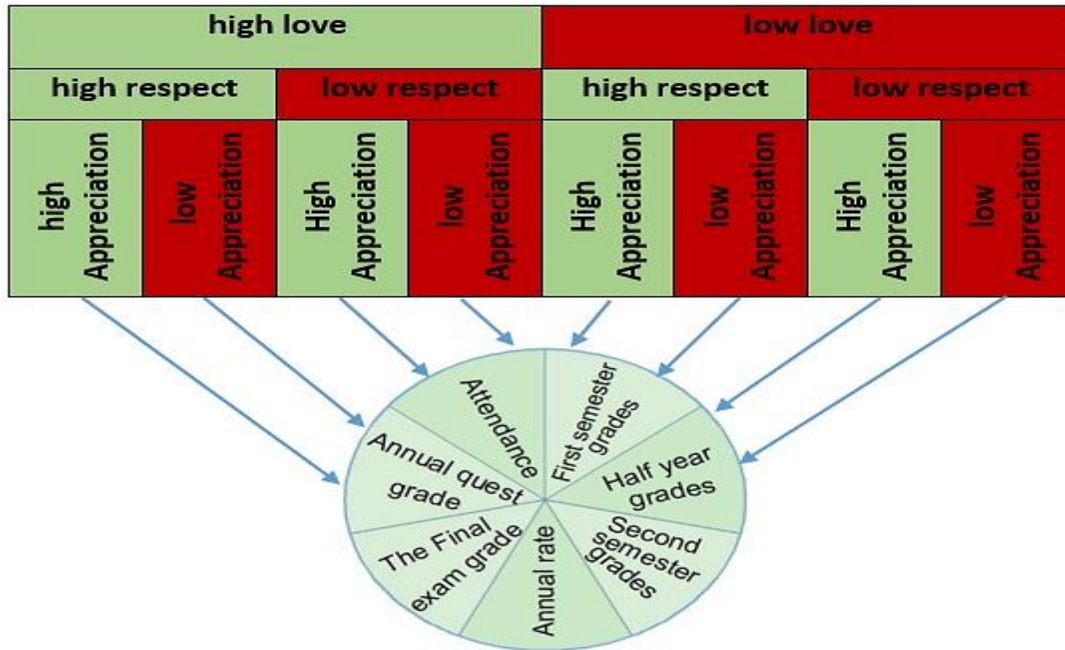 high love
low love
high respect
low respect
high respect
low respect
high
Appreciation
low
Appreciation
High
Appreciation
low
Appreciation
High
Appreciation
low
Appreciation
High
Appreciation
low
Appreciation
Attendance
First semester
grades
Half year
grades
Second
semester
grades
Annual rate
The Final
exam grade
Annual quest
grade